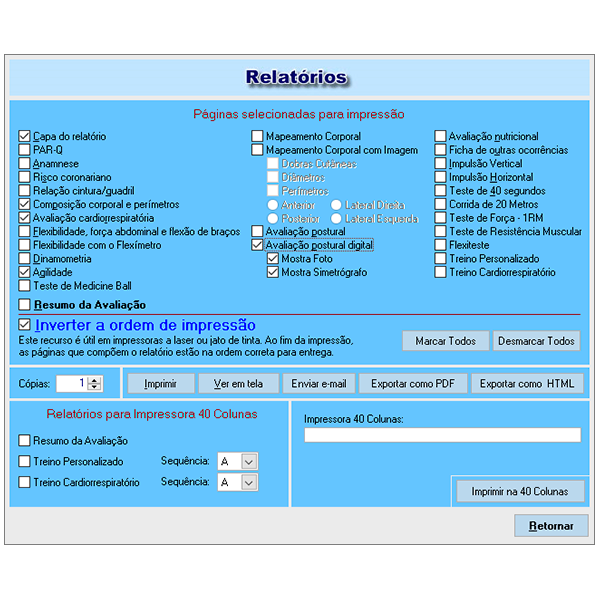 Relatórios
Páginas selecionadas para impressão
Capa do relatório
PAR-Q
Anamnese
Risco coronariano
Relação cintura/quadril
Composição corporal e perímetros
Avaliação cardiorrespiratória
Flexibilidade, força abdominal e flexão de braços
Flexibilidade com o Flexímetro
Dinamometria
Agilidade
Teste de Medicine Ball
Resumo da Avaliação
Mapeamento Corporal
Mapeamento Corporal com Imagem
Dobras Cutâneas
Diâmetros
Perímetros
Anterior Lateral Direita
Posterior Lateral Esquerda
Avaliação postural
Avaliação postural digital
Mostra Foto
Mostra Simetrógrafo
Avaliação nutricional
Ficha de outras ocorrências
Impulsão Vertical
Impulsão Horizontal
Teste de 40 segundos
Corrida de 20 Metros
Teste de Força - 1RM
Teste de Resistência Muscular
Flexiteste
Treino Personalizado
Treino Cardiorrespiratório
Inverter a ordem de impressão
Este recurso é útil em impressoras a laser ou jato de tinta. Ao fim da impressão,
as páginas que compõem o relatório estão na ordem correta para entrega.
Marcar Todos Desmarcar Todos
Cópias: 1 Imprimir Ver em tela Enviar e-mail Exportar como PDF Exportar como HTML
Relatórios para Impressora 40 Colunas
Resumo da Avaliação
Treino Personalizado Sequência: A
Treino Cardiorrespiratório Sequência: A
Impressora 40 Colunas:
Imprimir na 40 Colunas
Retornar